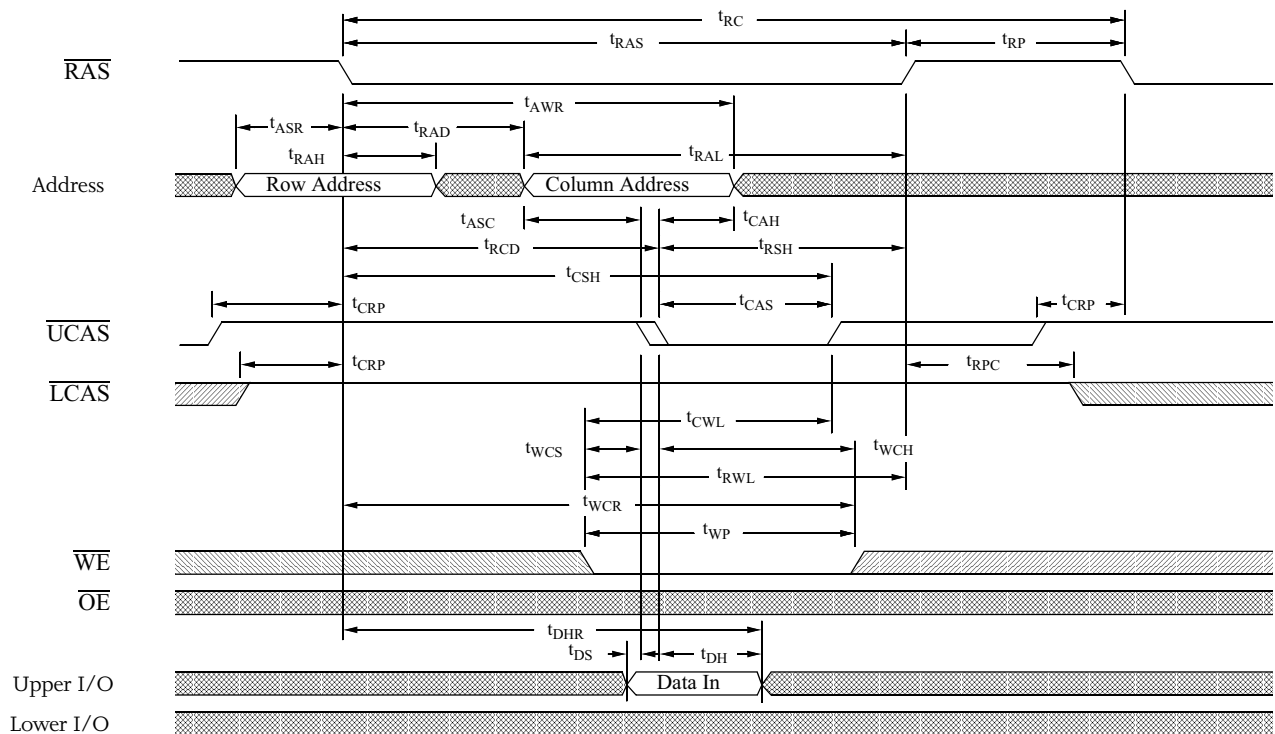 tRC
tRAS tRP
RAS
tAWR
tASR tRAD
tRAH tRAL
Address Row Address Column Address
tASC tCAH
tRCD tRSH
tCSH
tCRP tCAS tCRP
UCAS
tCRP tRPC
LCAS
tCWL
tWCS tWCH
tRWL
tWCR
tWP
WE
OE
tDHR
tDS tDH
Upper I/O Data In
Lower I/O